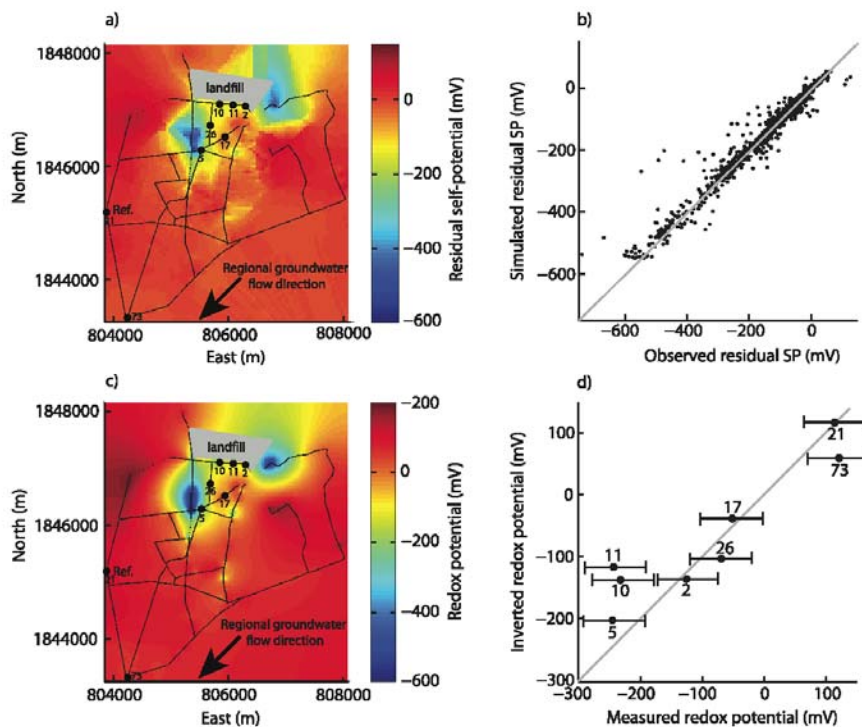 a)
1848000
1846000
1844000
North (m)
landfill
10 11 2
26
17
5
Ref.
21
73
Regional groundwater
flow direction
804000 806000 808000
East (m)
0
−200
−400
−600
Residual self-potential (mV)
b)
0
−200
−400
−600
Simulated residual SP (mV)
−600 −400 −200 0
Observed residual SP (mV)
c)
1848000
1846000
1844000
North (m)
landfill
10 11 2
26
17
5
Ref.
Regional groundwater
flow direction
804000 806000 808000
East (m)
−200
0
−200
−400
−600
Redox potential (mV)
d)
100
0
−100
−200
−300
Inverted redox potential (mV)
21
73
17
26
11
10
2
5
−300 −200 −100 0 100
Measured redox potential (mV)